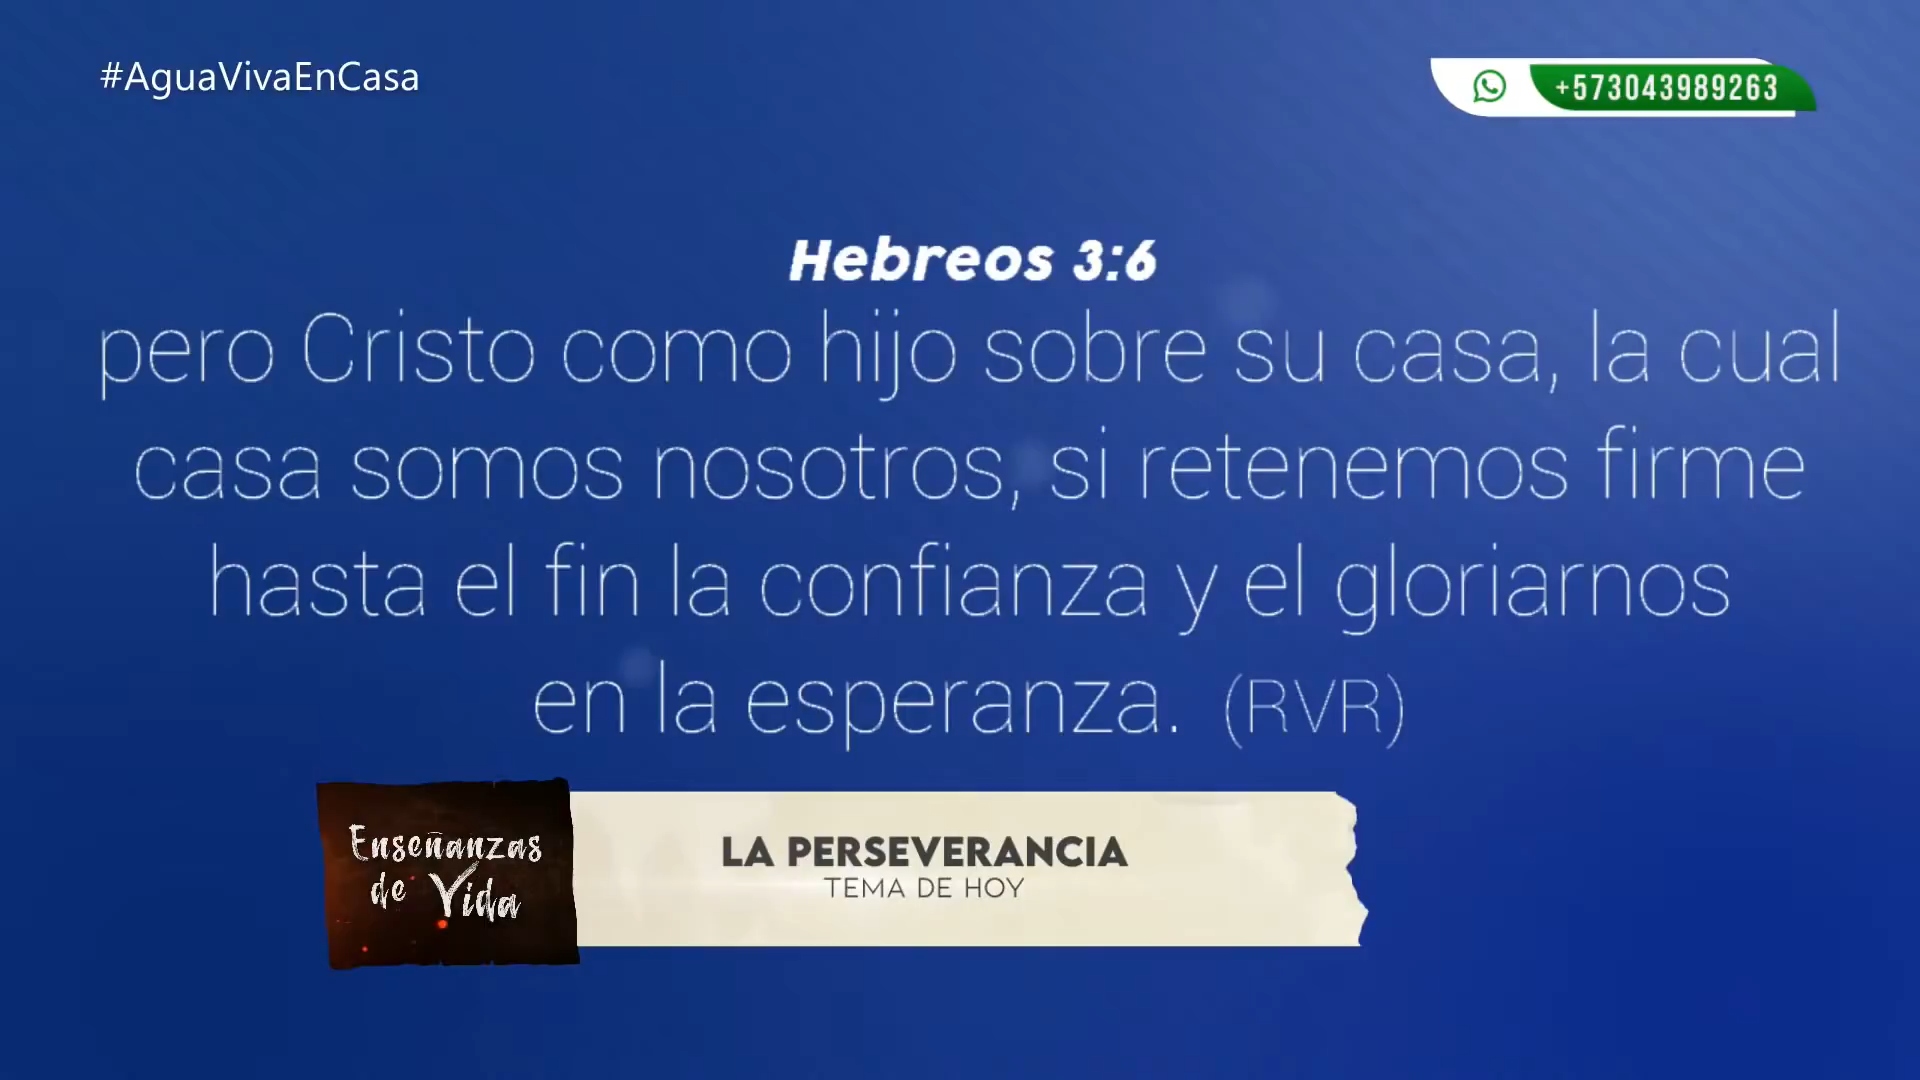 #AguaVivaEnCasa
+573043989263
Hebreos 3:6
pero Cristo como hijo sobre su casa, la cual
casa somos nosotros, si retenemos firme
hasta el fin la confianza y el gloriarnos
en la esperanza. (RVR)
Enseñanzas
de Vida
LA PERSEVERANCIA
TEMA DE HOY